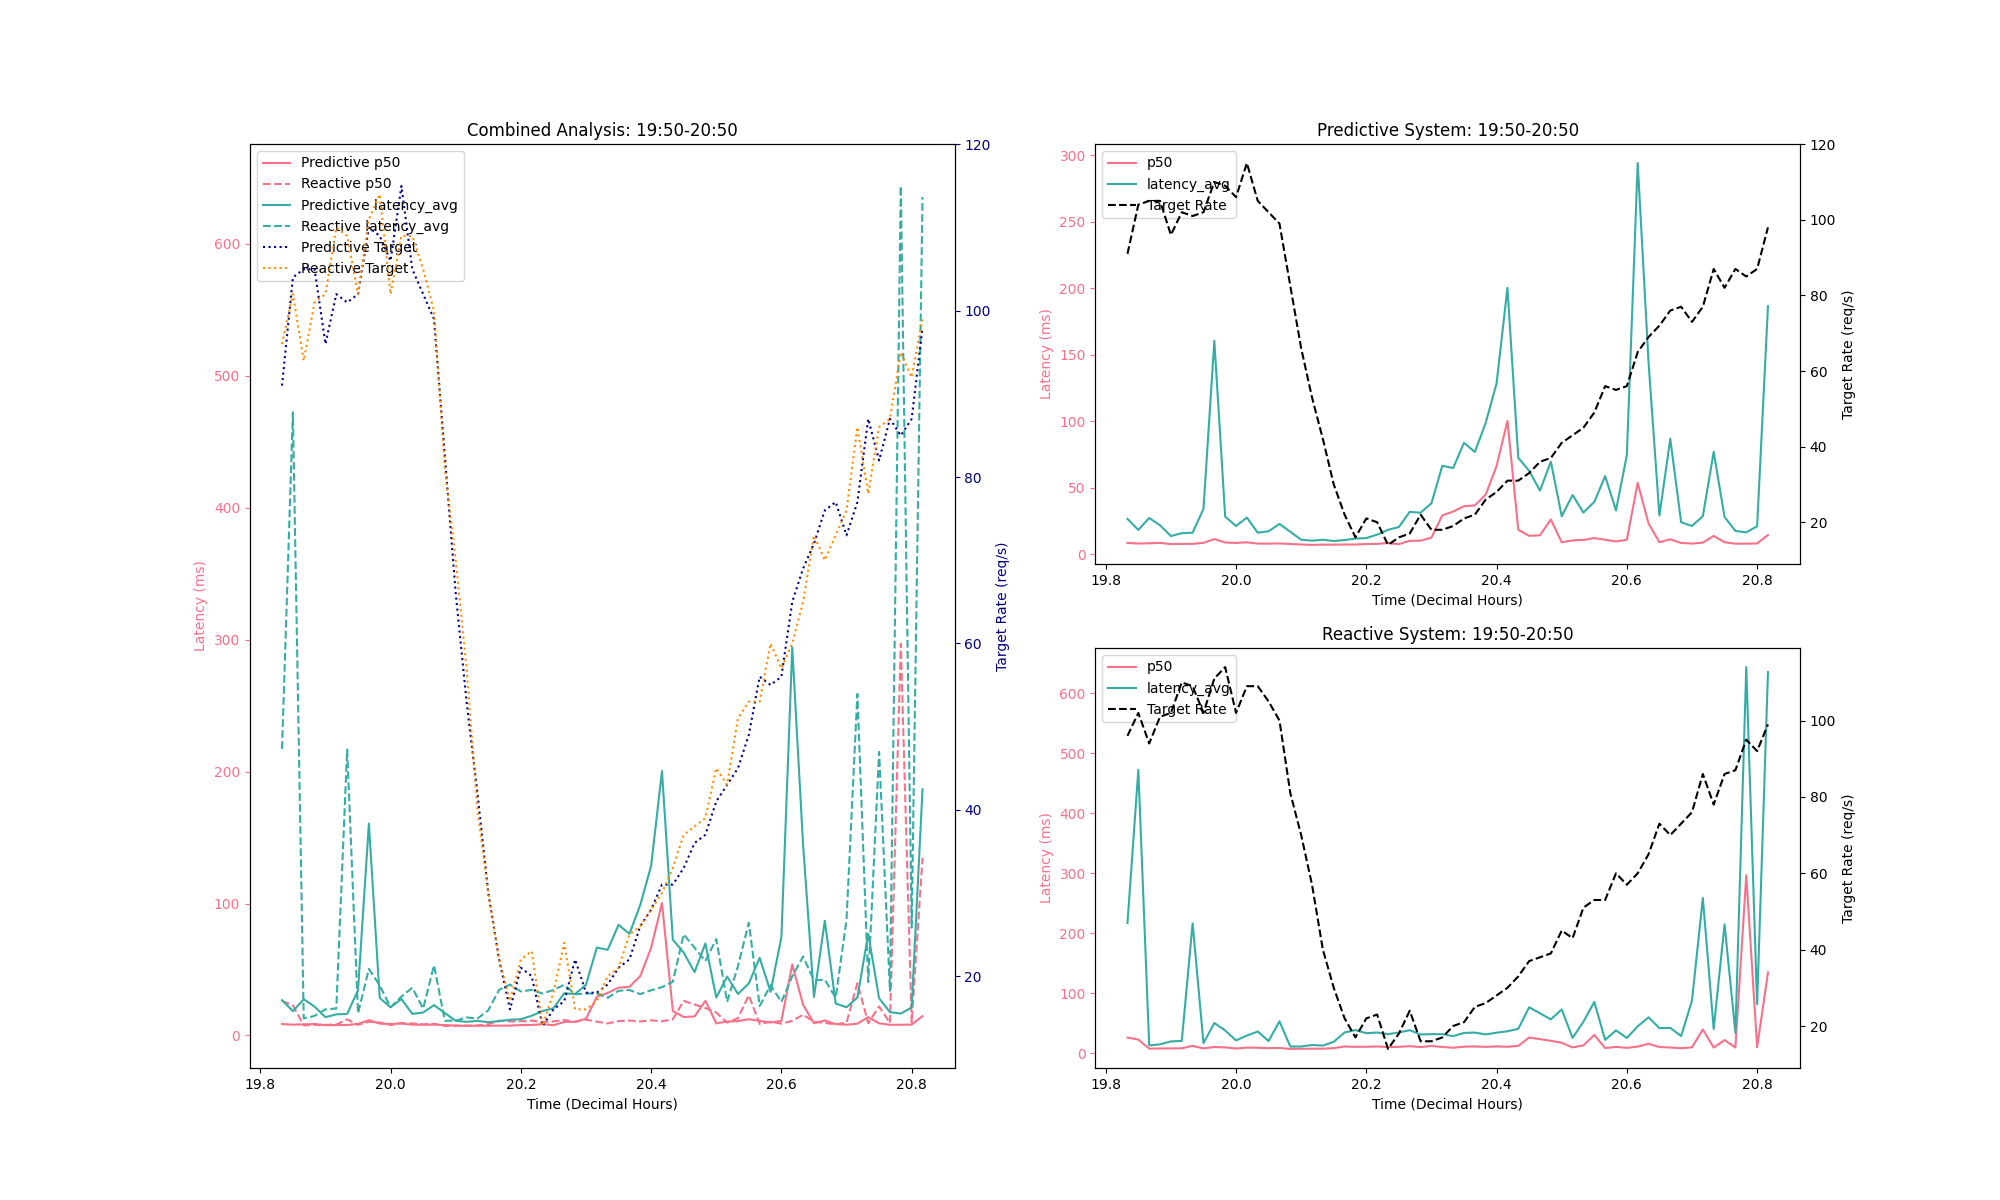 Combined Analysis: 19:50-20:50
Predictive p50
Reactive p50
Predictive latency_avg
Reactive latency_avg
Predictive Target
Reactive Target
600
500
400
300
200
100
0
Latency (ms)
120
100
80
60
40
20
Target Rate (req/s)
19.8 20.0 20.2 20.4 20.6 20.8
Time (Decimal Hours)
Predictive System: 19:50-20:50
p50
latency_avg
Target Rate
300
250
200
150
100
50
0
Latency (ms)
120
100
80
60
40
20
Target Rate (req/s)
19.8 20.0 20.2 20.4 20.6 20.8
Time (Decimal Hours)
Reactive System: 19:50-20:50
p50
latency_avg
Target Rate
600
500
400
300
200
100
0
Latency (ms)
100
80
60
40
20
Target Rate (req/s)
19.8 20.0 20.2 20.4 20.6 20.8
Time (Decimal Hours)